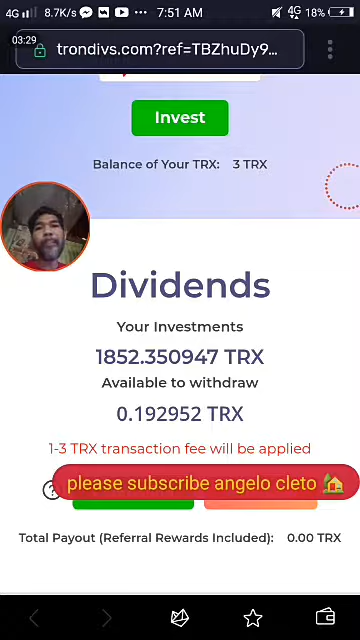 4G 8.7K/s 7:51 AM 4G 18%
03:29
trondivs.com?ref=TBZhuDy9...
Invest
Balance of Your TRX: 3 TRX
Dividends
Your Investments
1852.350947 TRX
Available to withdraw
0.192952 TRX
1-3 TRX transaction fee will be applied
please subscribe angelo cleto
Total Payout (Referral Rewards Included): 0.00 TRX